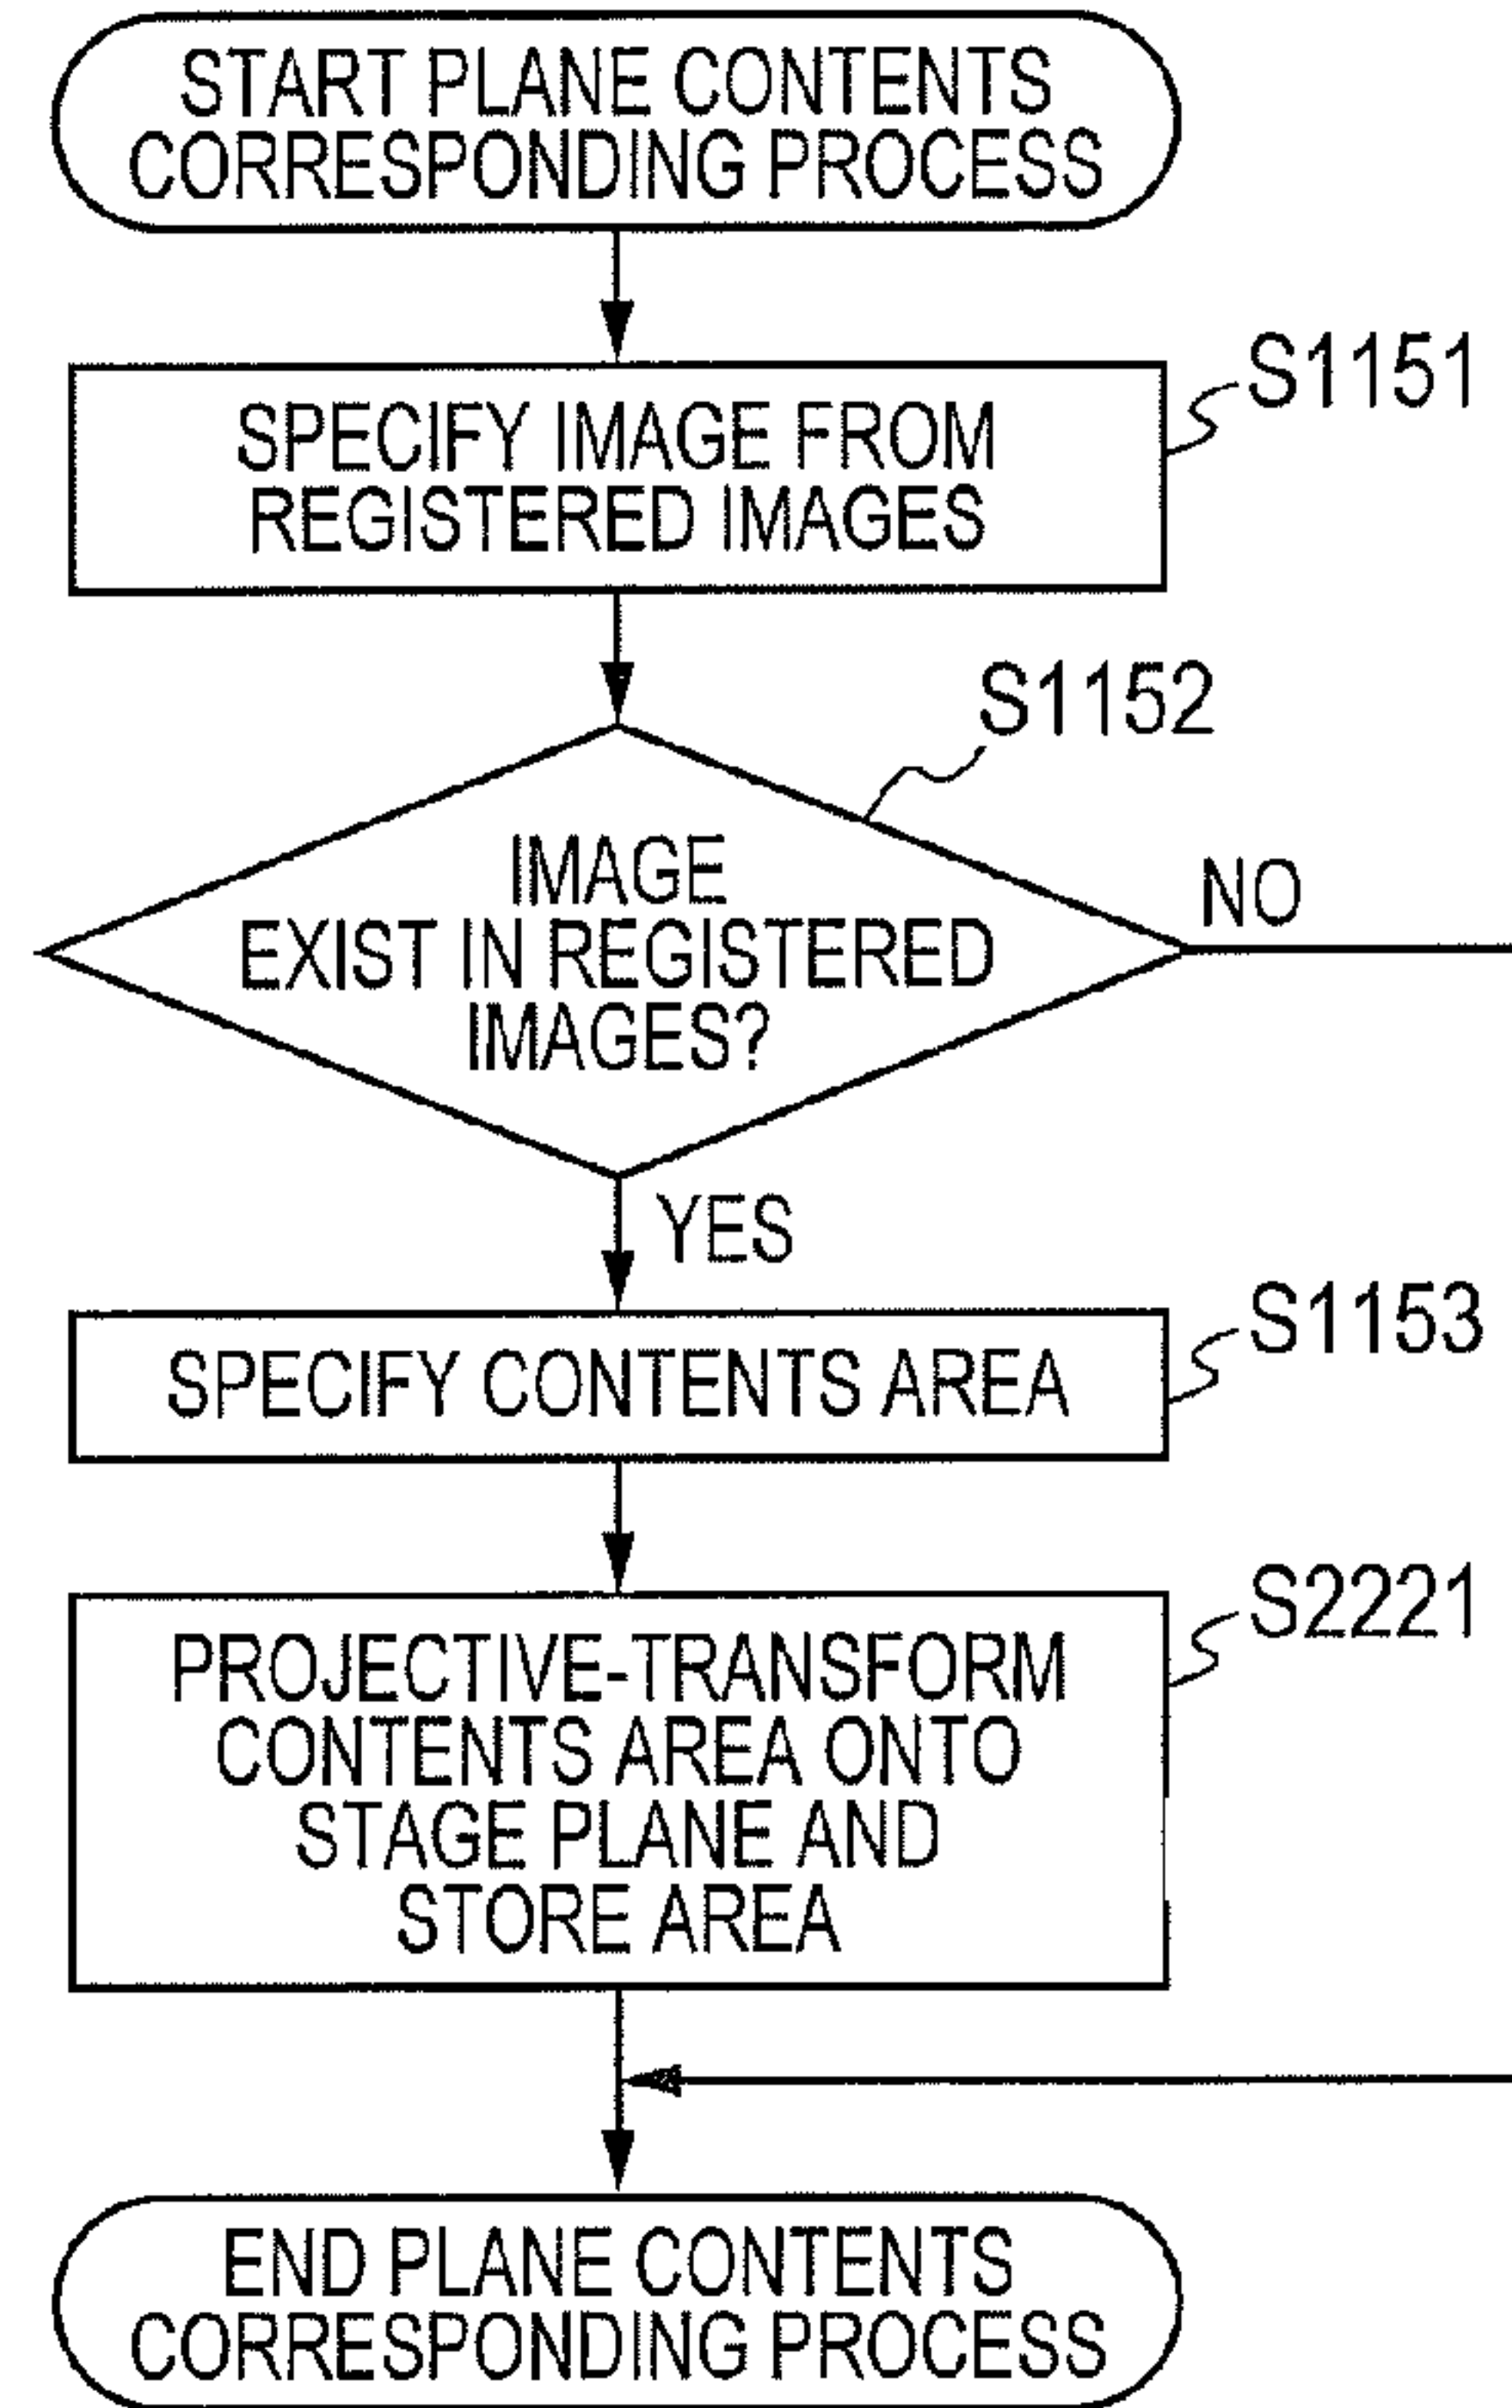 START PLANE CONTENTS
CORRESPONDING PROCESS
S1151
SPECIFY IMAGE FROM
REGISTERED IMAGES
S1152
IMAGE
EXIST IN REGISTERED
IMAGES?
NO
YES
S1153
SPECIFY CONTENTS AREA
S2221
PROJECTIVE-TRANSFORM
CONTENTS AREA ONTO
STAGE PLANE AND
STORE AREA
END PLANE CONTENTS
CORRESPONDING PROCESS